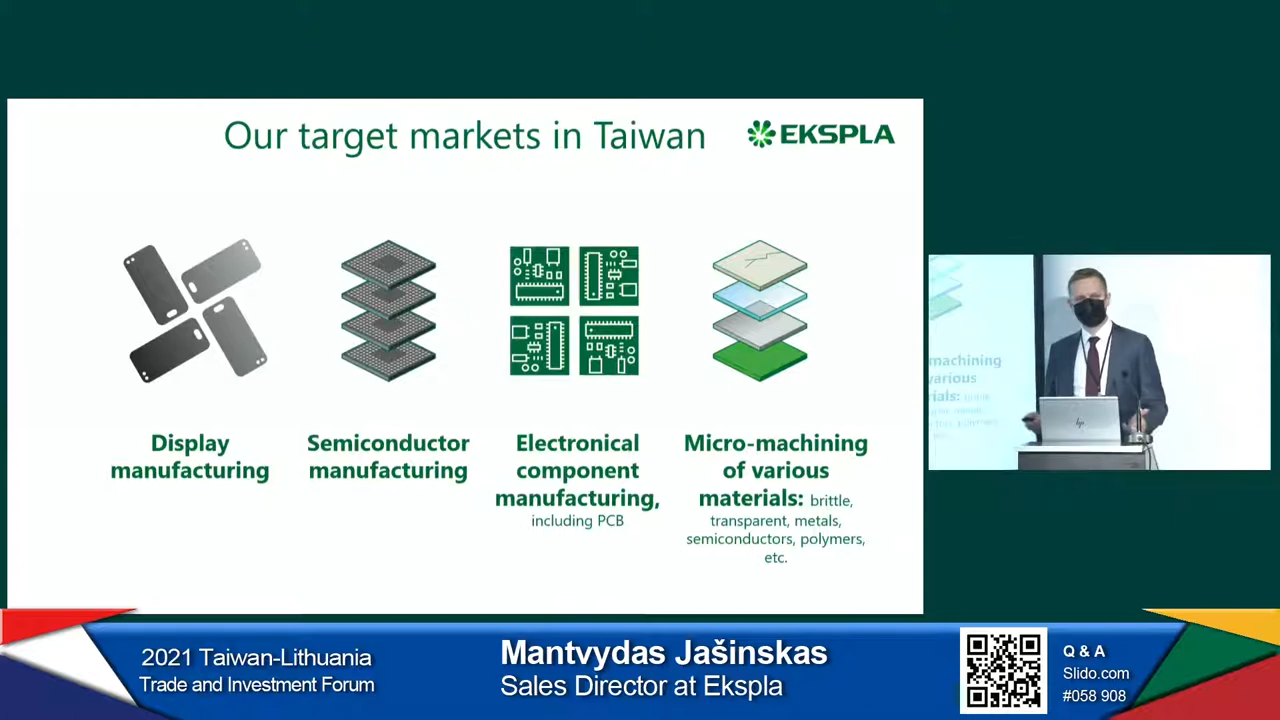 Our target markets in Taiwan
EKSPLA
Display
manufacturing
Semiconductor
manufacturing
Electronical
component
manufacturing,
including PCB
Micro-machining
of various
materials: brittle,
transparent, metals,
semiconductors, polymers,
etc.
machining
various
hp
2021 Taiwan-Lithuania
Trade and Investment Forum
Mantvydas Jašinskas
Sales Director at Ekspla
Q & A
Slido.com
#058 908